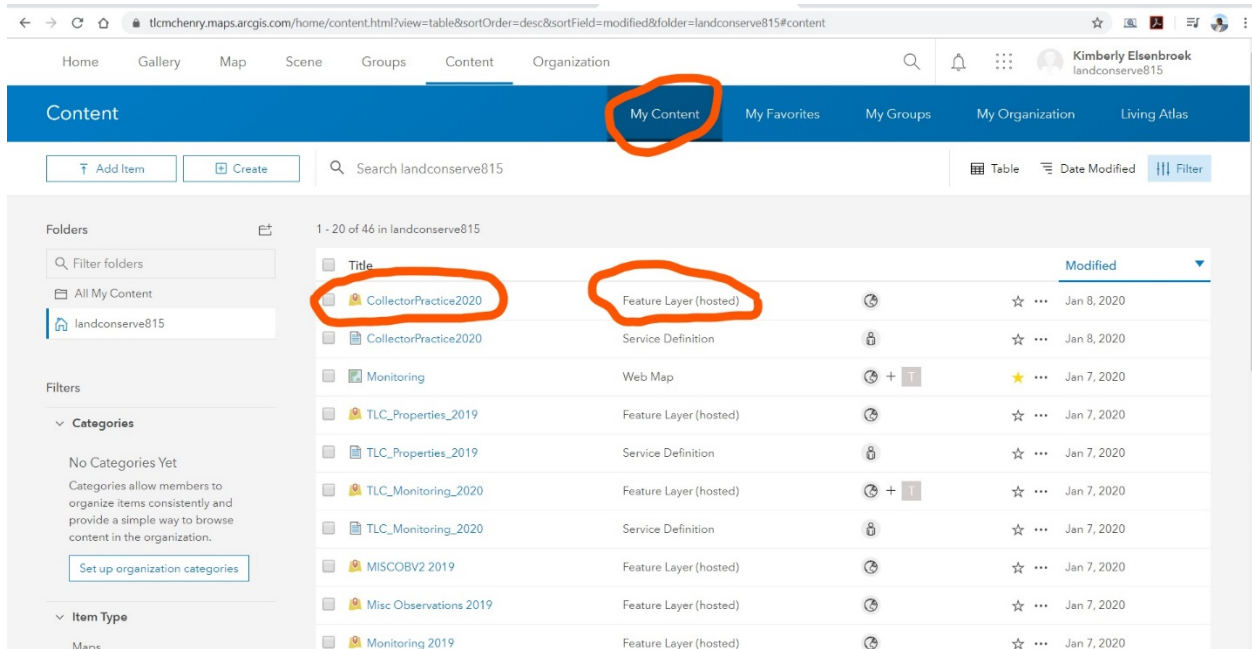 tlcmchenry.maps.arcgis.com/home/content.html?view=table&sortOrder=desc&sortField=modified&folder=landconserve815#content
Home Gallery Map Scene Groups Content Organization Kimberly Elsenbroek
landconserve815
Content My Content My Favorites My Groups My Organization Living Atlas
Add Item Create Search landconserve815 Table Date Modified Filter
Folders 1 - 20 of 46 in landconserve815
Filter folders Title Modified
All My Content CollectorPractice2020 Feature Layer (hosted) Jan 8, 2020
landconserve815 CollectorPractice2020 Service Definition Jan 8, 2020
Filters Monitoring Web Map + T Jan 7, 2020
Categories TLC_Properties_2019 Feature Layer (hosted) Jan 7, 2020
No Categories Yet TLC_Properties_2019 Service Definition Jan 7, 2020
Categories allow members to
organize items consistently and TLC_Monitoring_2020 Feature Layer (hosted) + T Jan 7, 2020
provide a simple way to browse
content in the organization. TLC_Monitoring_2020 Service Definition Jan 7, 2020
Set up organization categories MISCOBV2 2019 Feature Layer (hosted) Jan 7, 2020
Item Type Misc Observations 2019 Feature Layer (hosted) Jan 7, 2020
Maps Monitoring 2019 Feature Layer (hosted) Jan 7, 2020